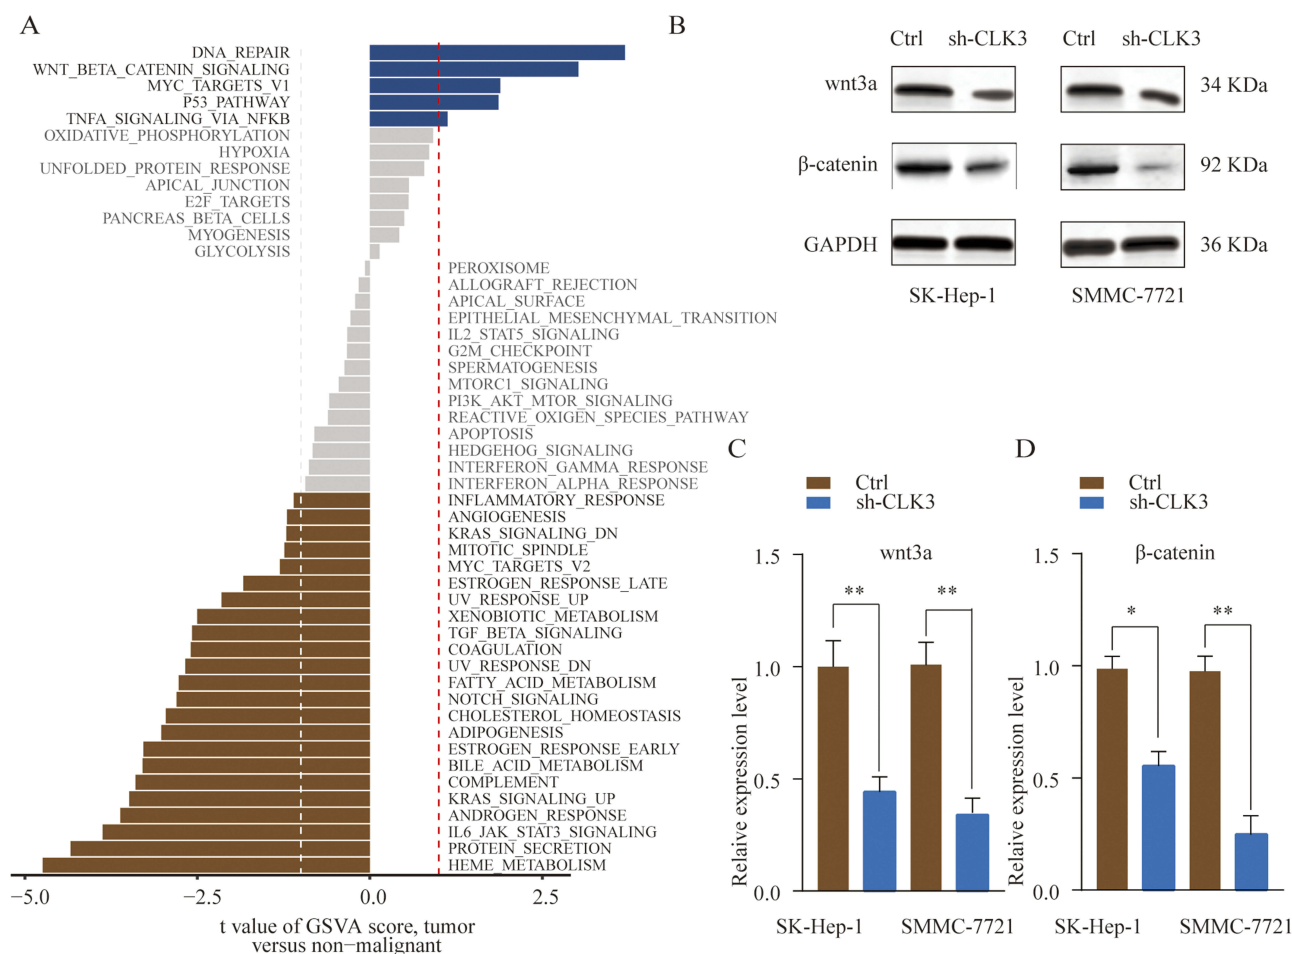 A
DNA_REPAIR
WNT_BETA_CATENIN_SIGNALING
MYC_TARGETS_V1
P53_PATHWAY
TNFA_SIGNALING_VIA_NFKB
OXIDATIVE_PHOSPHORYLATION
HYPOXIA
UNFOLDED_PROTEIN_RESPONSE
APICAL_JUNCTION
E2F_TARGETS
PANCREAS_BETA_CELLS
MYOGENESIS
GLYCOLYSIS
PEROXISOME
ALLOGRAFT_REJECTION
APICAL_SURFACE
EPITHELIAL_MESENCHYMAL_TRANSITION
IL2_STAT5_SIGNALING
G2M_CHECKPOINT
SPERMATOGENESIS
MTORC1_SIGNALING
PI3K_AKT_MTOR_SIGNALING
REACTIVE_OXIGEN_SPECIES_PATHWAY
APOPTOSIS
HEDGEHOG_SIGNALING
INTERFERON_GAMMA_RESPONSE
INTERFERON_ALPHA_RESPONSE
INFLAMMATORY_RESPONSE
ANGIOGENESIS
KRAS_SIGNALING_DN
MITOTIC_SPINDLE
MYC_TARGETS_V2
ESTROGEN_RESPONSE_LATE
UV_RESPONSE_UP
XENOBIOTIC_METABOLISM
TGF_BETA_SIGNALING
COAGULATION
UV_RESPONSE_DN
FATTY_ACID_METABOLISM
NOTCH_SIGNALING
CHOLESTEROL_HOMEOSTASIS
ADIPOGENESIS
ESTROGEN_RESPONSE_EARLY
BILE_ACID_METABOLISM
COMPLEMENT
KRAS_SIGNALING_UP
ANDROGEN_RESPONSE
IL6_JAK_STAT3_SIGNALING
PROTEIN_SECRETION
HEME_METABOLISM
−5.0 −2.5 0.0 2.5
t value of GSVA score, tumor
versus non−malignant
B
Ctrl sh-CLK3 Ctrl sh-CLK3
wnt3a 34 KDa
β-catenin 92 KDa
GAPDH 36 KDa
SK-Hep-1 SMMC-7721
C
Ctrl
sh-CLK3
wnt3a
1.5
1.0
0.5
0.0
Relaive expression level
** **
SK-Hep-1 SMMC-7721
D
Ctrl
sh-CLK3
β-catenin
1.5
1.0
0.5
0.0
Relaive expression level
* **
SK-Hep-1 SMMC-7721